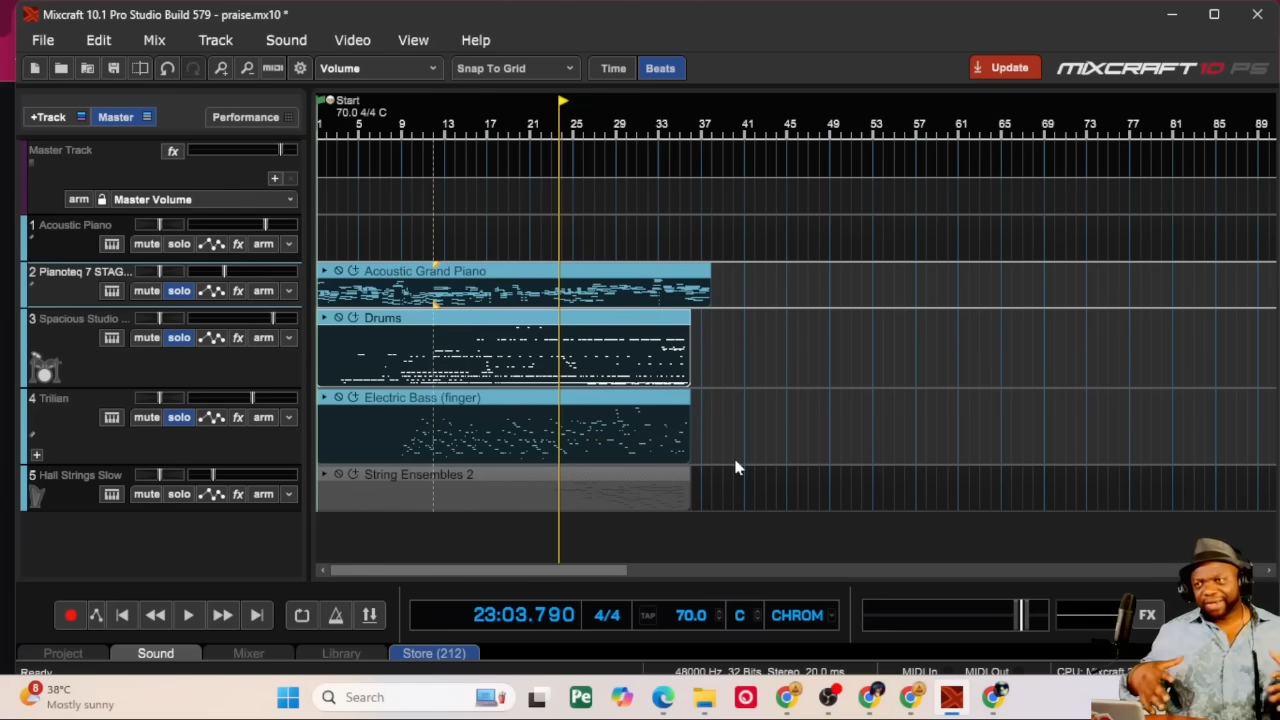 Mixcraft 10.1 Pro Studio Build 579 - praise.mx10 *
File Edit Mix Track Sound Video View Help
MIDI Volume Snap To Grid Time Beats Update MIXCRAFT 10 PS
+Track Master Performance
Start
70.0 4/4 C
1 5 9 13 17 21 25 29 33 37 41 45 49 53 57 61 65 69 73 77 81 85 89
Master Track fx
arm Master Volume
1 Acoustic Piano
mute solo fx arm
2 Pianoteq 7 STAG...
mute solo fx arm
Acoustic Grand Piano
3 Spacious Studio ...
mute solo fx arm
Drums
4 Trilian
mute solo fx arm
Electric Bass (finger)
5 Hall Strings Slow
mute solo fx arm
String Ensembles 2
23:03.790 4/4 TAP 70.0 C CHROM FX
Project Sound Mixer Library Store (212)
Ready 48000 Hz, 32 Bits, Stereo, 20.0 ms MIDI In MIDI Out CPU: Mixcraft
8 38°C
Mostly sunny
Search
Pe